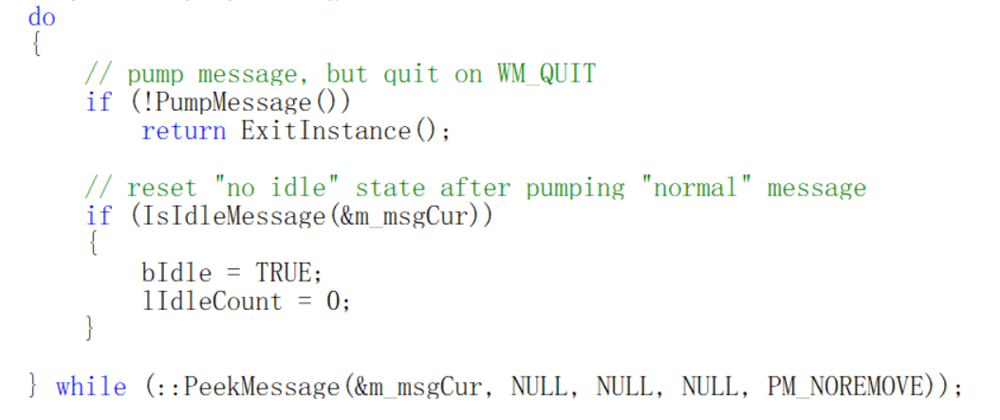 do
{
// pump message, but quit on WM_QUIT
if (!PumpMessage())
return ExitInstance();
// reset "no idle" state after pumping "normal" message
if (IsIdleMessage(&m_msgCur))
{
bIdle = TRUE;
lIdleCount = 0;
}
} while (::PeekMessage(&m_msgCur, NULL, NULL, NULL, PM_NOREMOVE));